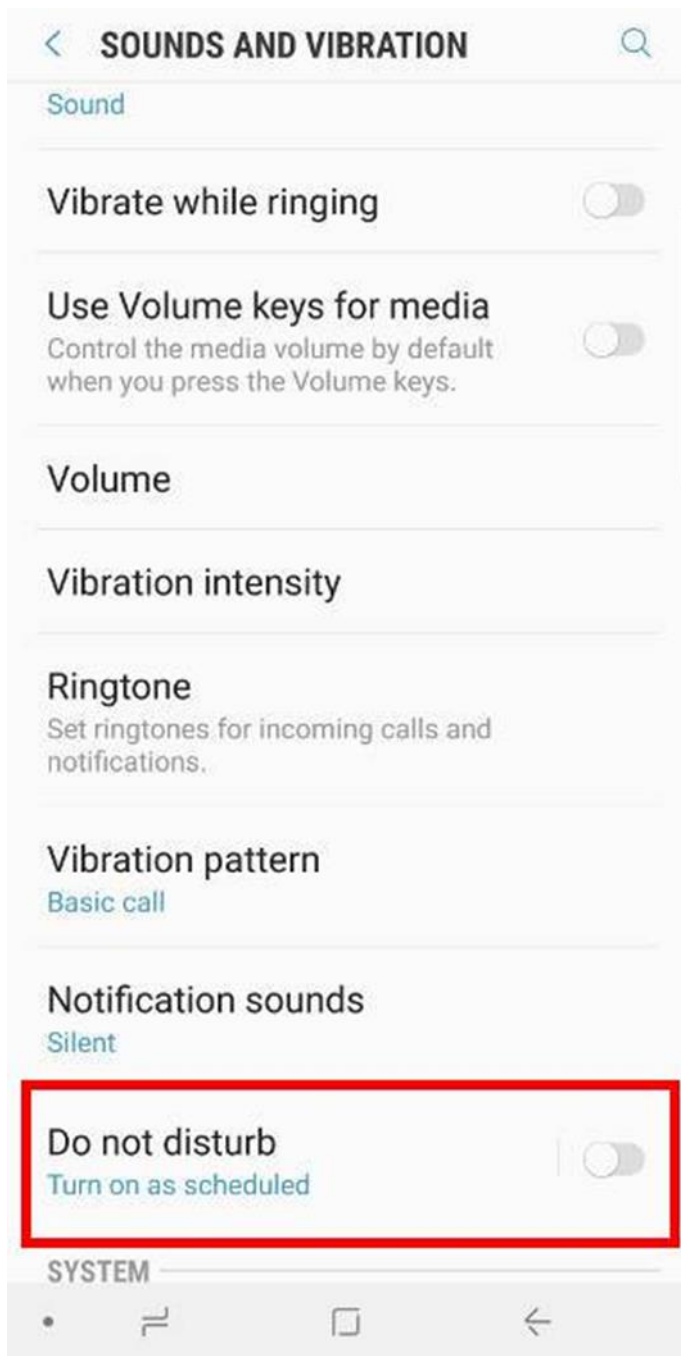 SOUNDS AND VIBRATION
Sound
Vibrate while ringing
Use Volume keys for media
Control the media volume by default
when you press the Volume keys.
Volume
Vibration intensity
Ringtone
Set ringtones for incoming calls and
notifications.
Vibration pattern
Basic call
Notification sounds
Silent
Do not disturb
Turn on as scheduled
SYSTEM